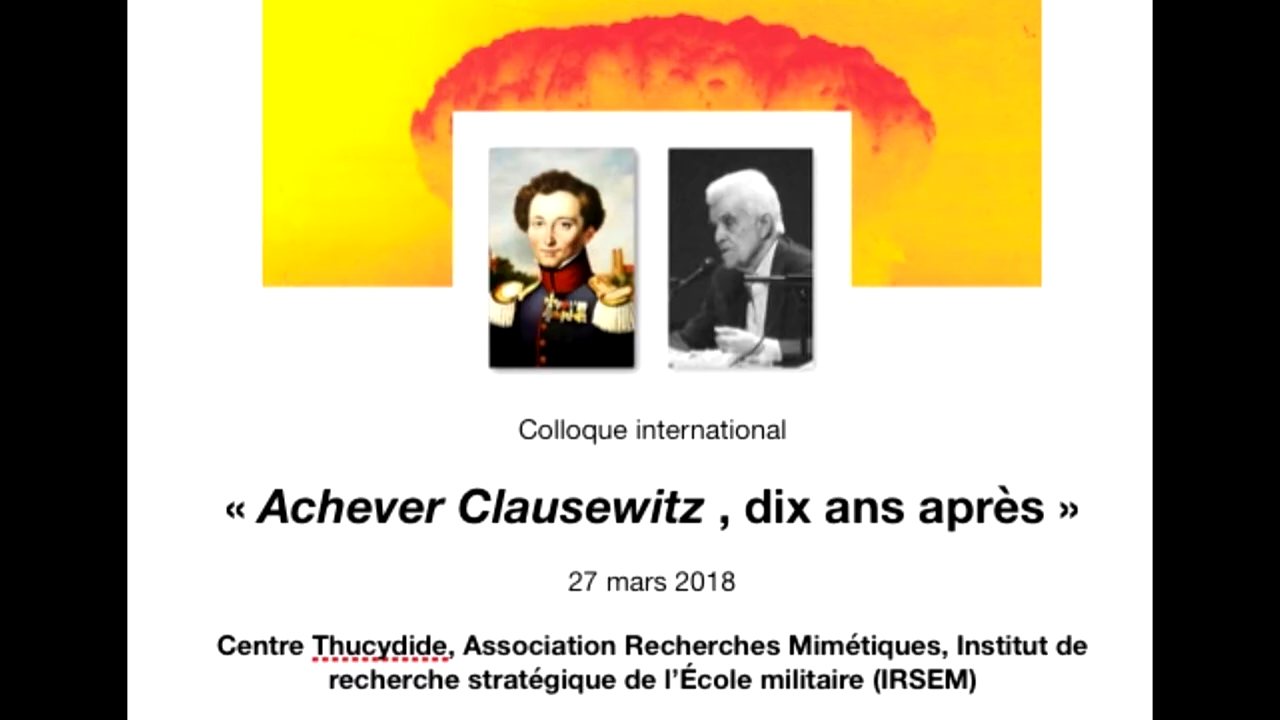 Colloque international
« Achever Clausewitz , dix ans après »
27 mars 2018
Centre Thucydide, Association Recherches Mimétiques, Institut de
recherche stratégique de l’École militaire (IRSEM)